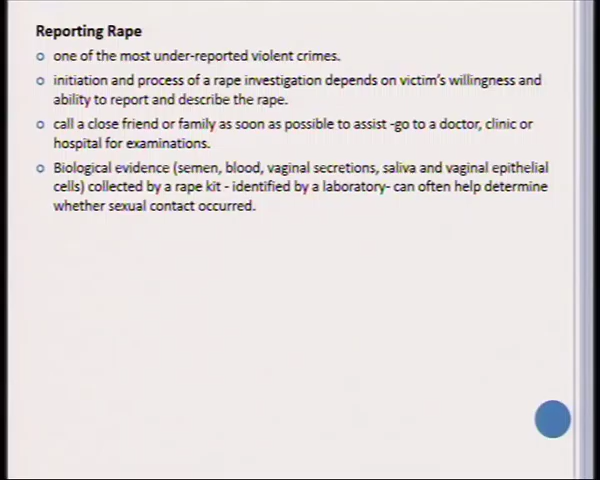 Reporting Rape
one of the most under-reported violent crimes.
initiation and process of a rape investigation depends on victim's willingness and
ability to report and describe the rape.
call a close friend or family as soon as possible to assist -go to a doctor, clinic or
hospital for examinations.
Biological evidence (semen, blood, vaginal secretions, saliva and vaginal epithelial
cells) collected by a rape kit - identified by a laboratory- can often help determine
whether sexual contact occurred.